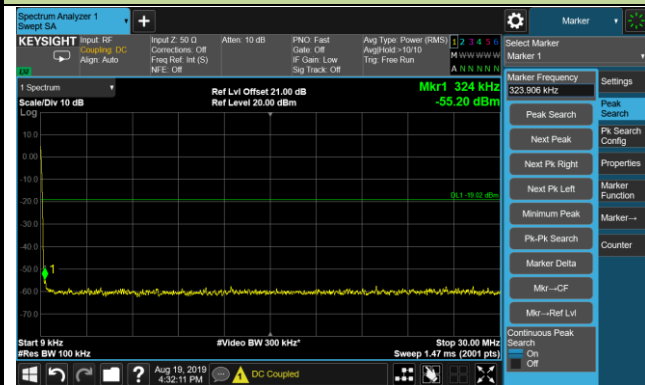 Spectrum Analyzer 1
Swept SA
+
Marker
KEYSIGHT
Input: RF
Coupling: DC
Align: Auto
Input Z: 50 Ω
Corrections: Off
Freq Ref: Int (S)
NFE: Off
Atten: 10 dB
PNO: Fast
Gate: Off
IF Gain: Low
Sig Track: Off
Avg Type: Power (RMS)
Avg|Hold:>10/10
Trig: Free Run
1 2 3 4 5 6
M W W W W W
A N N N N N
Select Marker
Marker 1
1 Spectrum
Scale/Div 10 dB
Log
Ref Lvl Offset 21.00 dB
Ref Level 20.00 dBm
Mkr1 324 kHz
-55.20 dBm
10.0
0.00
-10.0
-20.0
-30.0
-40.0
-50.0
-60.0
-70.0
DL1 -19.02 dBm
1
Start 9 kHz
#Res BW 100 kHz
#Video BW 300 kHz*
Stop 30.00 MHz
Sweep 1.47 ms (2001 pts)
Marker Frequency
323.906 kHz
Peak Search
Next Peak
Next Pk Right
Next Pk Left
Minimum Peak
Pk-Pk Search
Marker Delta
Mkr→CF
Mkr→Ref Lvl
Continuous Peak
Search
On
Off
Settings
Peak
Search
Pk Search
Config
Properties
Marker
Function
Marker→
Counter
?
Aug 19, 2019
4:32:11 PM
DC Coupled